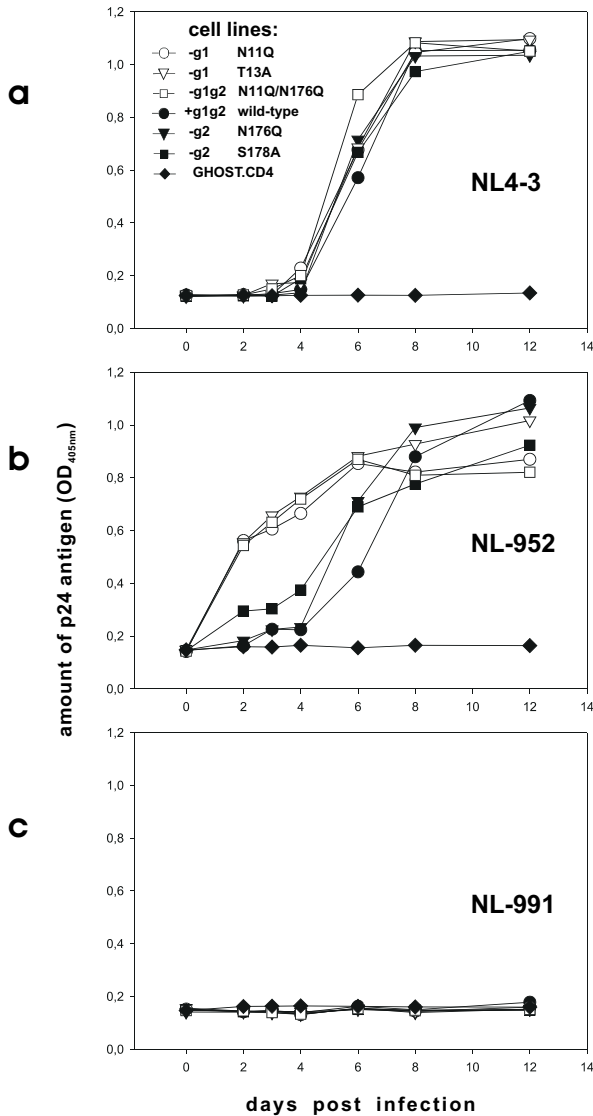 a
cell lines:
-g1 N11Q
-g1 T13A
-g1g2 N11Q/N176Q
+g1g2 wild-type
-g2 N176Q
-g2 S178A
GHOST.CD4
NL4-3
1,2
1,0
0,8
0,6
0,4
0,2
0,0
0 2 4 6 8 10 12 14
b
NL-952
1,2
1,0
0,8
0,6
0,4
0,2
0,0
0 2 4 6 8 10 12 14
amount of p24 antigen (OD405nm)
c
NL-991
1,2
1,0
0,8
0,6
0,4
0,2
0,0
0 2 4 6 8 10 12 14
days post infection